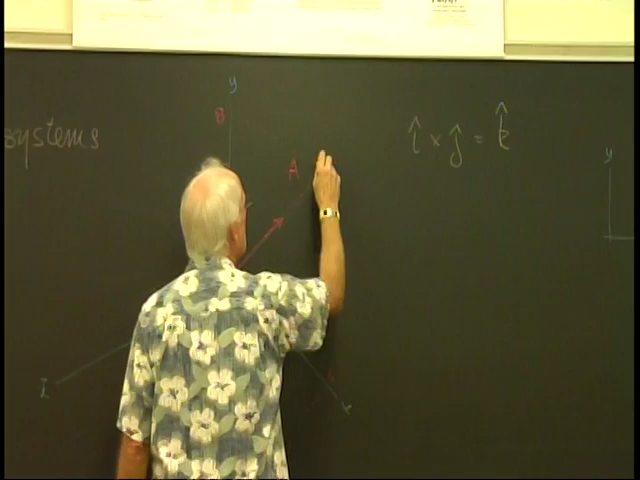 systems
y
B
A
î × ĵ = k̂
y
z
x